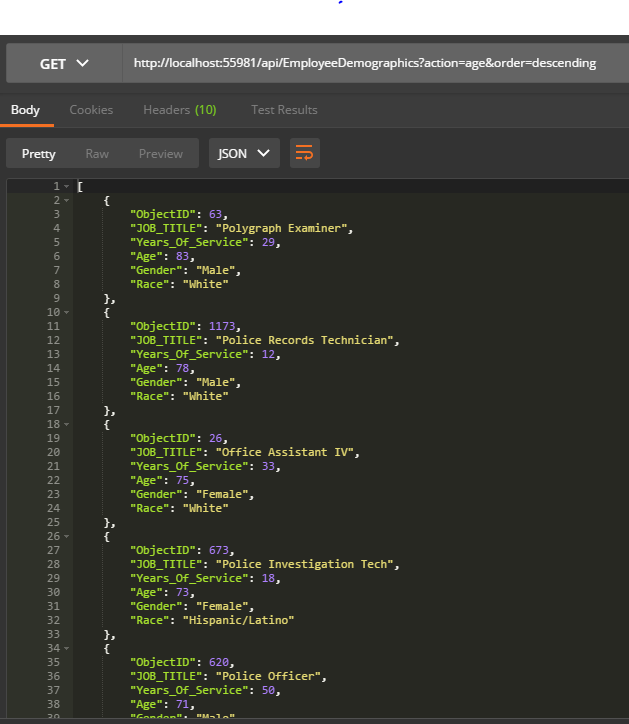 GET http://localhost:55981/api/EmployeeDemographics?action=age&order=descending
Body Cookies Headers (10) Test Results
Pretty Raw Preview JSON
1 [
2 {
3 "ObjectID": 63,
4 "JOB_TITLE": "Polygraph Examiner",
5 "Years_Of_Service": 29,
6 "Age": 83,
7 "Gender": "Male",
8 "Race": "White"
9 },
10 {
11 "ObjectID": 1173,
12 "JOB_TITLE": "Police Records Technician",
13 "Years_Of_Service": 12,
14 "Age": 78,
15 "Gender": "Male",
16 "Race": "White"
17 },
18 {
19 "ObjectID": 26,
20 "JOB_TITLE": "Office Assistant IV",
21 "Years_Of_Service": 33,
22 "Age": 75,
23 "Gender": "Female",
24 "Race": "White"
25 },
26 {
27 "ObjectID": 673,
28 "JOB_TITLE": "Police Investigation Tech",
29 "Years_Of_Service": 18,
30 "Age": 73,
31 "Gender": "Female",
32 "Race": "Hispanic/Latino"
33 },
34 {
35 "ObjectID": 620,
36 "JOB_TITLE": "Police Officer",
37 "Years_Of_Service": 50,
38 "Age": 71,
39 "Gender": "Male",